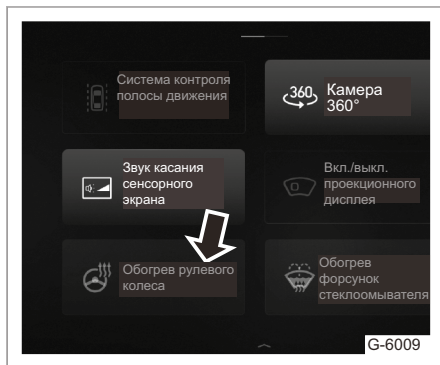 Система контроля
полосы движения
360
Камера
360°
Звук касания
сенсорного
экрана
Вкл./выкл.
проекционного
дисплея
Обогрев рулевого
колеса
Обогрев
форсунок
стеклоомывателя
G-6009